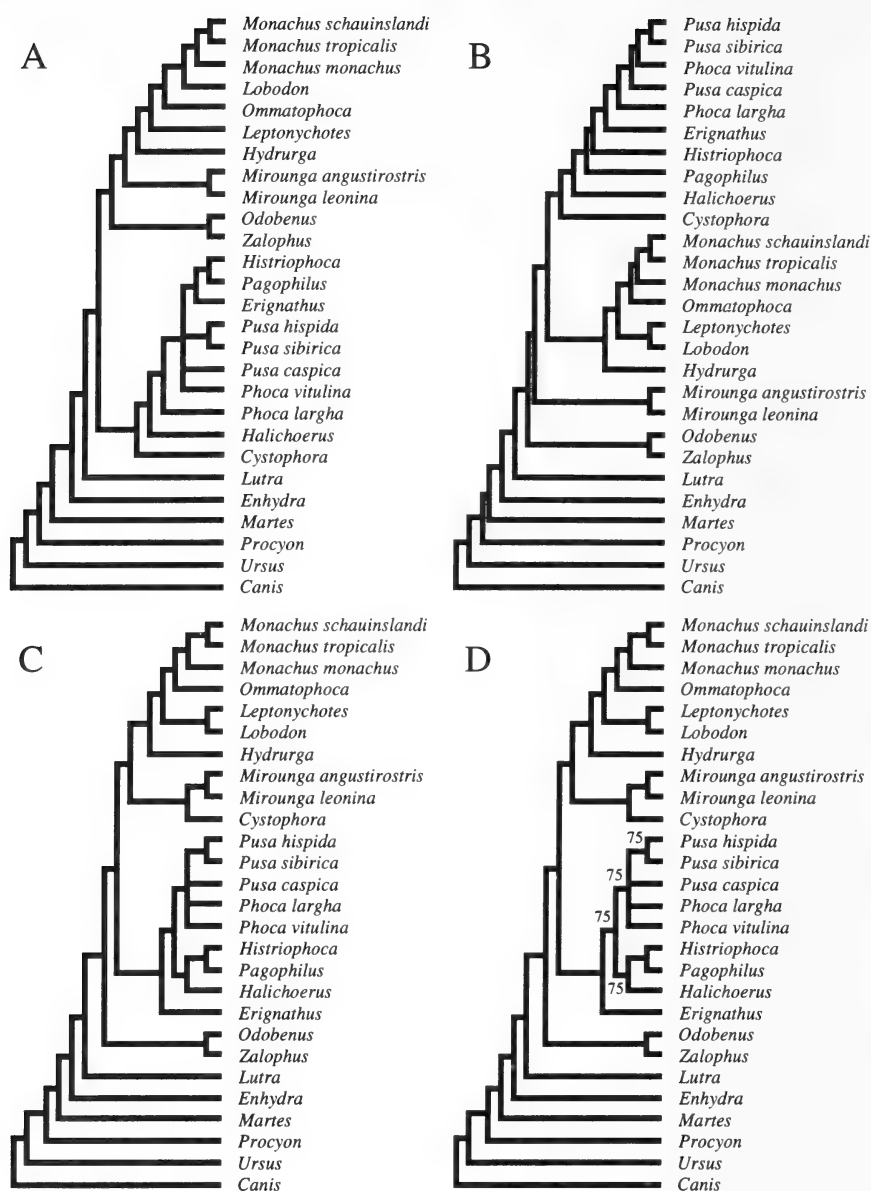 A
Monachus schauinslandi
Monachus tropicalis
Monachus monachus
Lobodon
Ommatophoca
Leptonychotes
Hydrurga
Mirounga angustirostris
Mirounga leonina
Odobenus
Zalophus
Histriophoca
Pagophilus
Erignathus
Pusa hispida
Pusa sibirica
Pusa caspica
Phoca vitulina
Phoca largha
Halichoerus
Cystophora
Lutra
Enhydra
Martes
Procyon
Ursus
Canis
B
Pusa hispida
Pusa sibirica
Phoca vitulina
Pusa caspica
Phoca largha
Erignathus
Histriophoca
Pagophilus
Halichoerus
Cystophora
Monachus schauinslandi
Monachus tropicalis
Monachus monachus
Ommatophoca
Leptonychotes
Lobodon
Hydrurga
Mirounga angustirostris
Mirounga leonina
Odobenus
Zalophus
Lutra
Enhydra
Martes
Procyon
Ursus
Canis
C
Monachus schauinslandi
Monachus tropicalis
Monachus monachus
Ommatophoca
Leptonychotes
Lobodon
Hydrurga
Mirounga angustirostris
Mirounga leonina
Cystophora
Pusa hispida
Pusa sibirica
Pusa caspica
Phoca largha
Phoca vitulina
Histriophoca
Pagophilus
Halichoerus
Erignathus
Odobenus
Zalophus
Lutra
Enhydra
Martes
Procyon
Ursus
Canis
D
Monachus schauinslandi
Monachus tropicalis
Monachus monachus
Ommatophoca
Leptonychotes
Lobodon
Hydrurga
Mirounga angustirostris
Mirounga leonina
Cystophora
75 Pusa hispida
Pusa sibirica
75 Pusa caspica
Phoca largha
75 Phoca vitulina
Histriophoca
Pagophilus
75 Halichoerus
Erignathus
Odobenus
Zalophus
Lutra
Enhydra
Martes
Procyon
Ursus
Canis